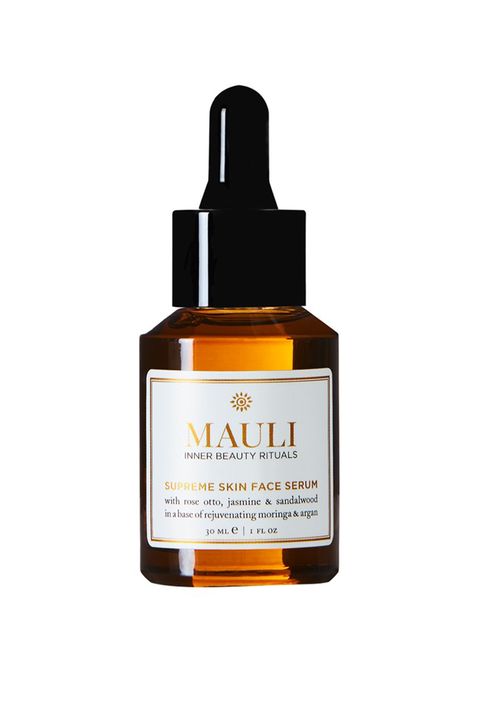 MAULI
INNER BEAUTY RITUALS
SUPREME SKIN FACE SERUM
with rose otto, jasmine & sandalwood
in a base of rejuvenating moringa & argan
30 ML e | 1 FL OZ